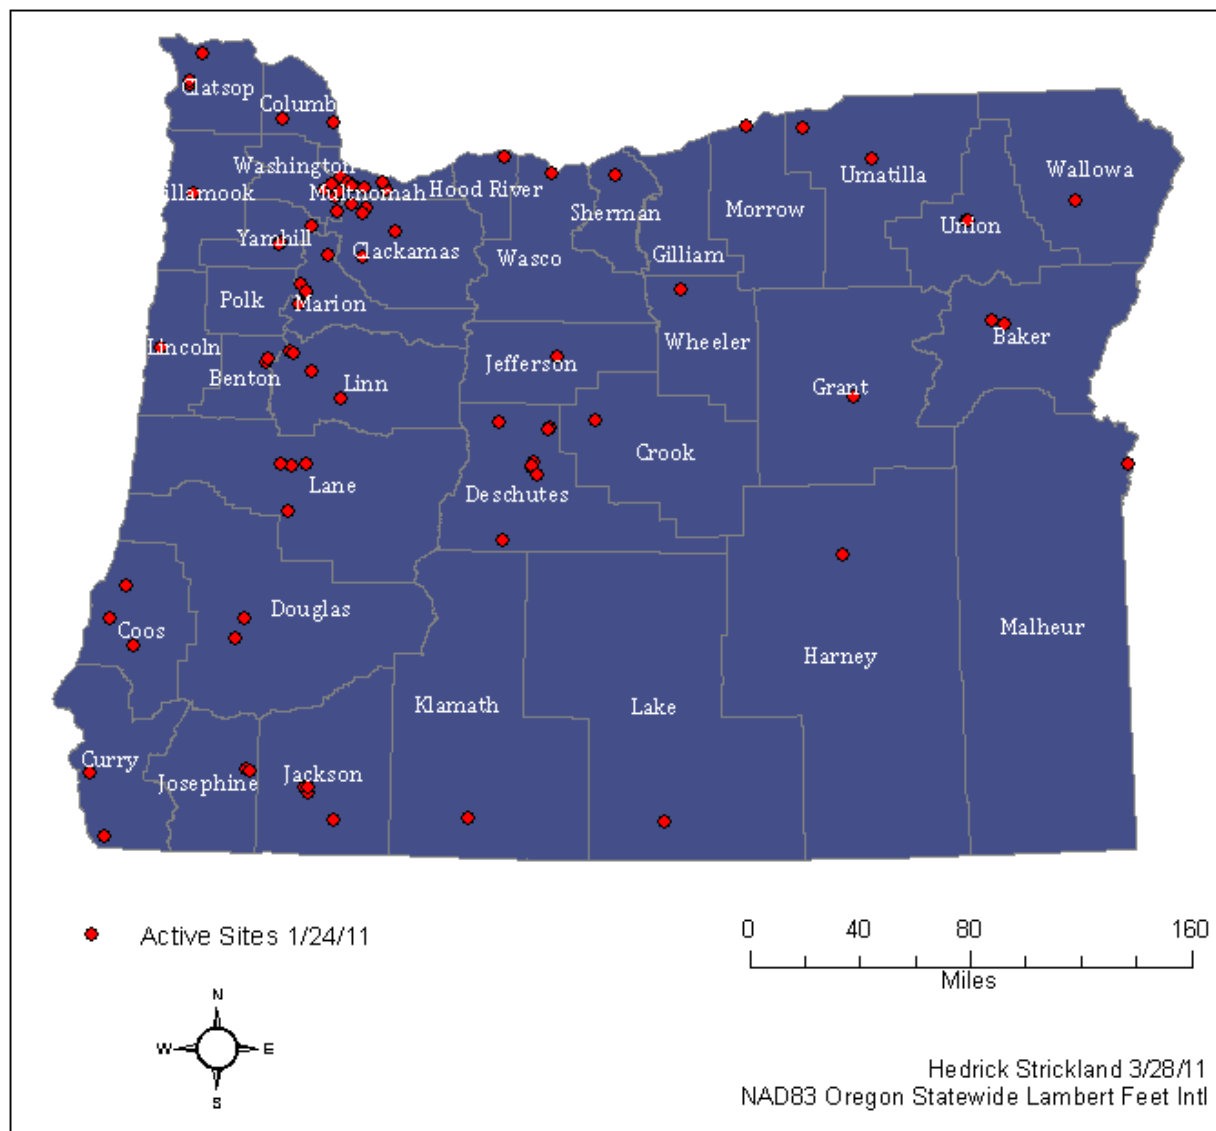 Clatsop
Columb
Washington
illamook
Multnomah
Hood River
Sherman
Umatilla
Wallowa
Morrow
Union
Yamhill
Clackamas
Wasco
Gilliam
Polk
Marion
Wheeler
Baker
Lincoln
Benton
Linn
Jefferson
Grant
Crook
Lane
Deschutes
Douglas
Coos
Malheur
Harney
Klamath
Lake
Curry
Josephine
Jackson
Active Sites 1/24/11
0 40 80 160
Miles
N
W E
S
Hedrick Strickland 3/28/11
NAD83 Oregon Statewide Lambert Feet Intl